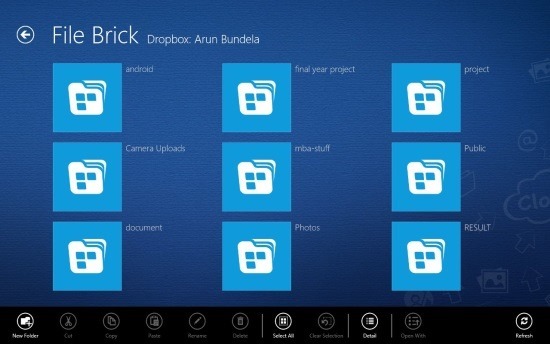 File Brick Dropbox: Arun Bundela
android
final year project
project
Camera Uploads
mba-stuff
Public
document
Photos
RESULT
@
Clo
New Folder
Cut
Copy
Paste
Rename
Delete
Select All
Clear Selection
Detail
Open With
Refresh